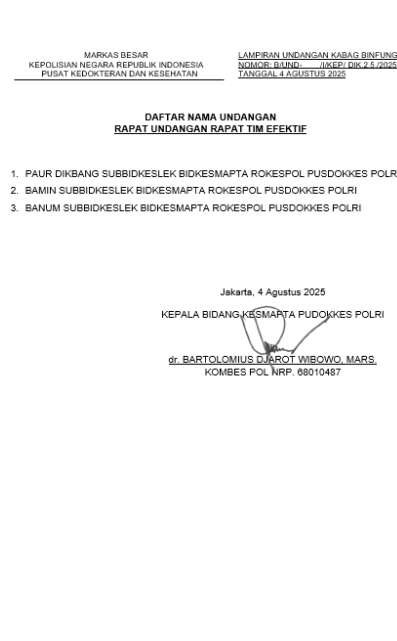 MARKAS BESAR
KEPOLISIAN NEGARA REPUBLIK INDONESIA
PUSAT KEDOKTERAN DAN KESEHATAN
LAMPIRAN UNDANGAN KABAG BINFUNG
NOMOR: B/UND- /I/KEP/ DIK.2.5./2025
TANGGAL 4 AGUSTUS 2025
DAFTAR NAMA UNDANGAN
RAPAT UNDANGAN RAPAT TIM EFEKTIF
1. PAUR DIKBANG SUBBIDKESLEK BIDKESMAPTA ROKESPOL PUSDOKKES POLR
2. BAMIN SUBBIDKESLEK BIDKESMAPTA ROKESPOL PUSDOKKES POLRI
3. BANUM SUBBIDKESLEK BIDKESMAPTA ROKESPOL PUSDOKKES POLRI
Jakarta, 4 Agustus 2025
KEPALA BIDANG KESMAPTA PUDOKKES POLRI
dr. BARTOLOMIUS DJAROT WIBOWO, MARS.
KOMBES POL NRP. 68010487